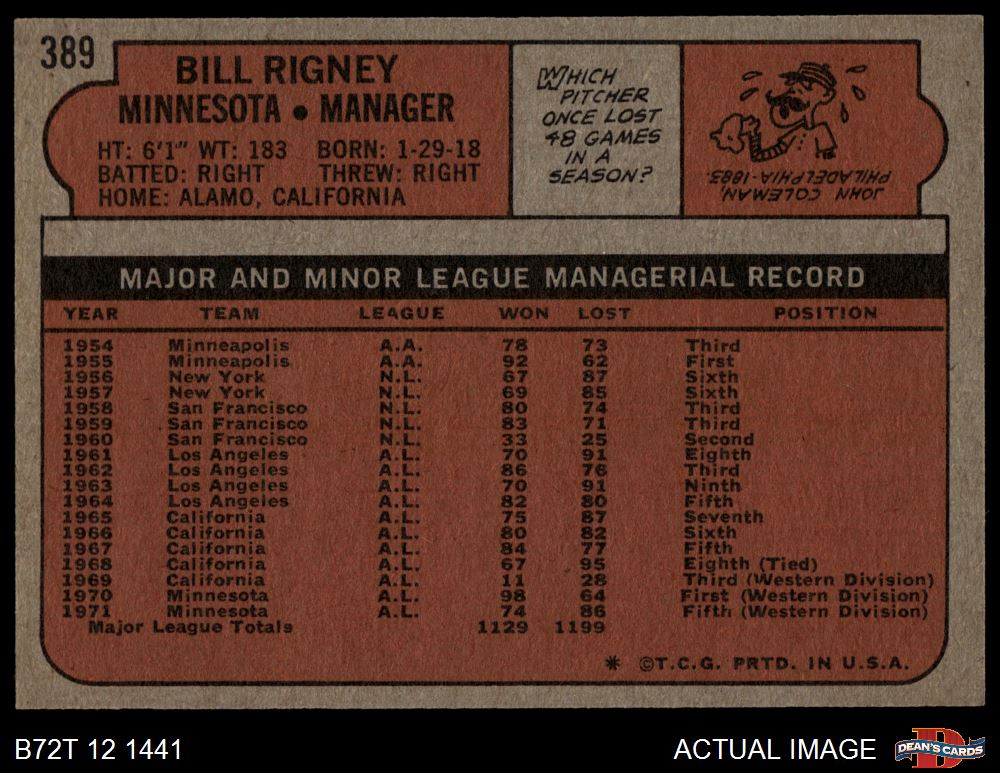 389
BILL RIGNEY
MINNESOTA • MANAGER
HT: 6'1" WT: 183 BORN: 1-29-18
BATTED: RIGHT THREW: RIGHT
HOME: ALAMO, CALIFORNIA
WHICH
PITCHER
ONCE LOST
48 GAMES
IN A
SEASON?
JOHN COLEMAN,
PHILADELPHIA-1883.
MAJOR AND MINOR LEAGUE MANAGERIAL RECORD
YEAR TEAM LEAGUE WON LOST POSITION
1954 Minneapolis A.A. 78 73 Third
1955 Minneapolis A.A. 92 62 First
1956 New York N.L. 67 87 Sixth
1957 New York N.L. 69 85 Sixth
1958 San Francisco N.L. 80 74 Third
1959 San Francisco N.L. 83 71 Third
1960 San Francisco N.L. 33 25 Second
1961 Los Angeles A.L. 70 91 Eighth
1962 Los Angeles A.L. 86 76 Third
1963 Los Angeles A.L. 70 91 Ninth
1964 Los Angeles A.L. 82 80 Fifth
1965 California A.L. 75 87 Seventh
1966 California A.L. 80 82 Sixth
1967 California A.L. 84 77 Fifth
1968 California A.L. 67 95 Eighth (Tied)
1969 California A.L. 11 28 Third (Western Division)
1970 Minnesota A.L. 98 64 First (Western Division)
1971 Minnesota A.L. 74 86 Fifth (Western Division)
Major League Totals 1129 1199
* ©T.C.G. PRTD. IN U.S.A.
B72T 12 1441 ACTUAL IMAGE D DEAN'S CARDS